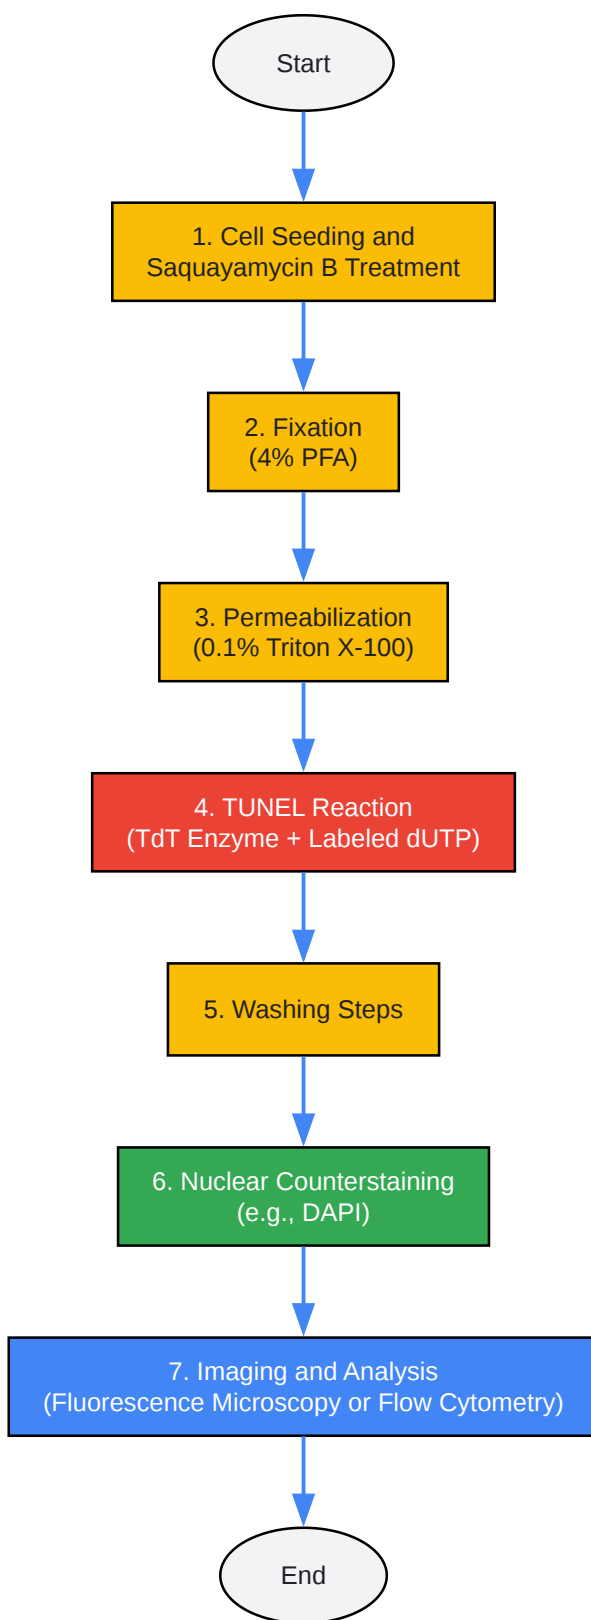 Start
1. Cell Seeding and
Saquayamycin B Treatment
2. Fixation
(4% PFA)
3. Permeabilization
(0.1% Triton X-100)
4. TUNEL Reaction
(TdT Enzyme + Labeled dUTP)
5. Washing Steps
6. Nuclear Counterstaining
(e.g., DAPI)
7. Imaging and Analysis
(Fluorescence Microscopy or Flow Cytometry)
End